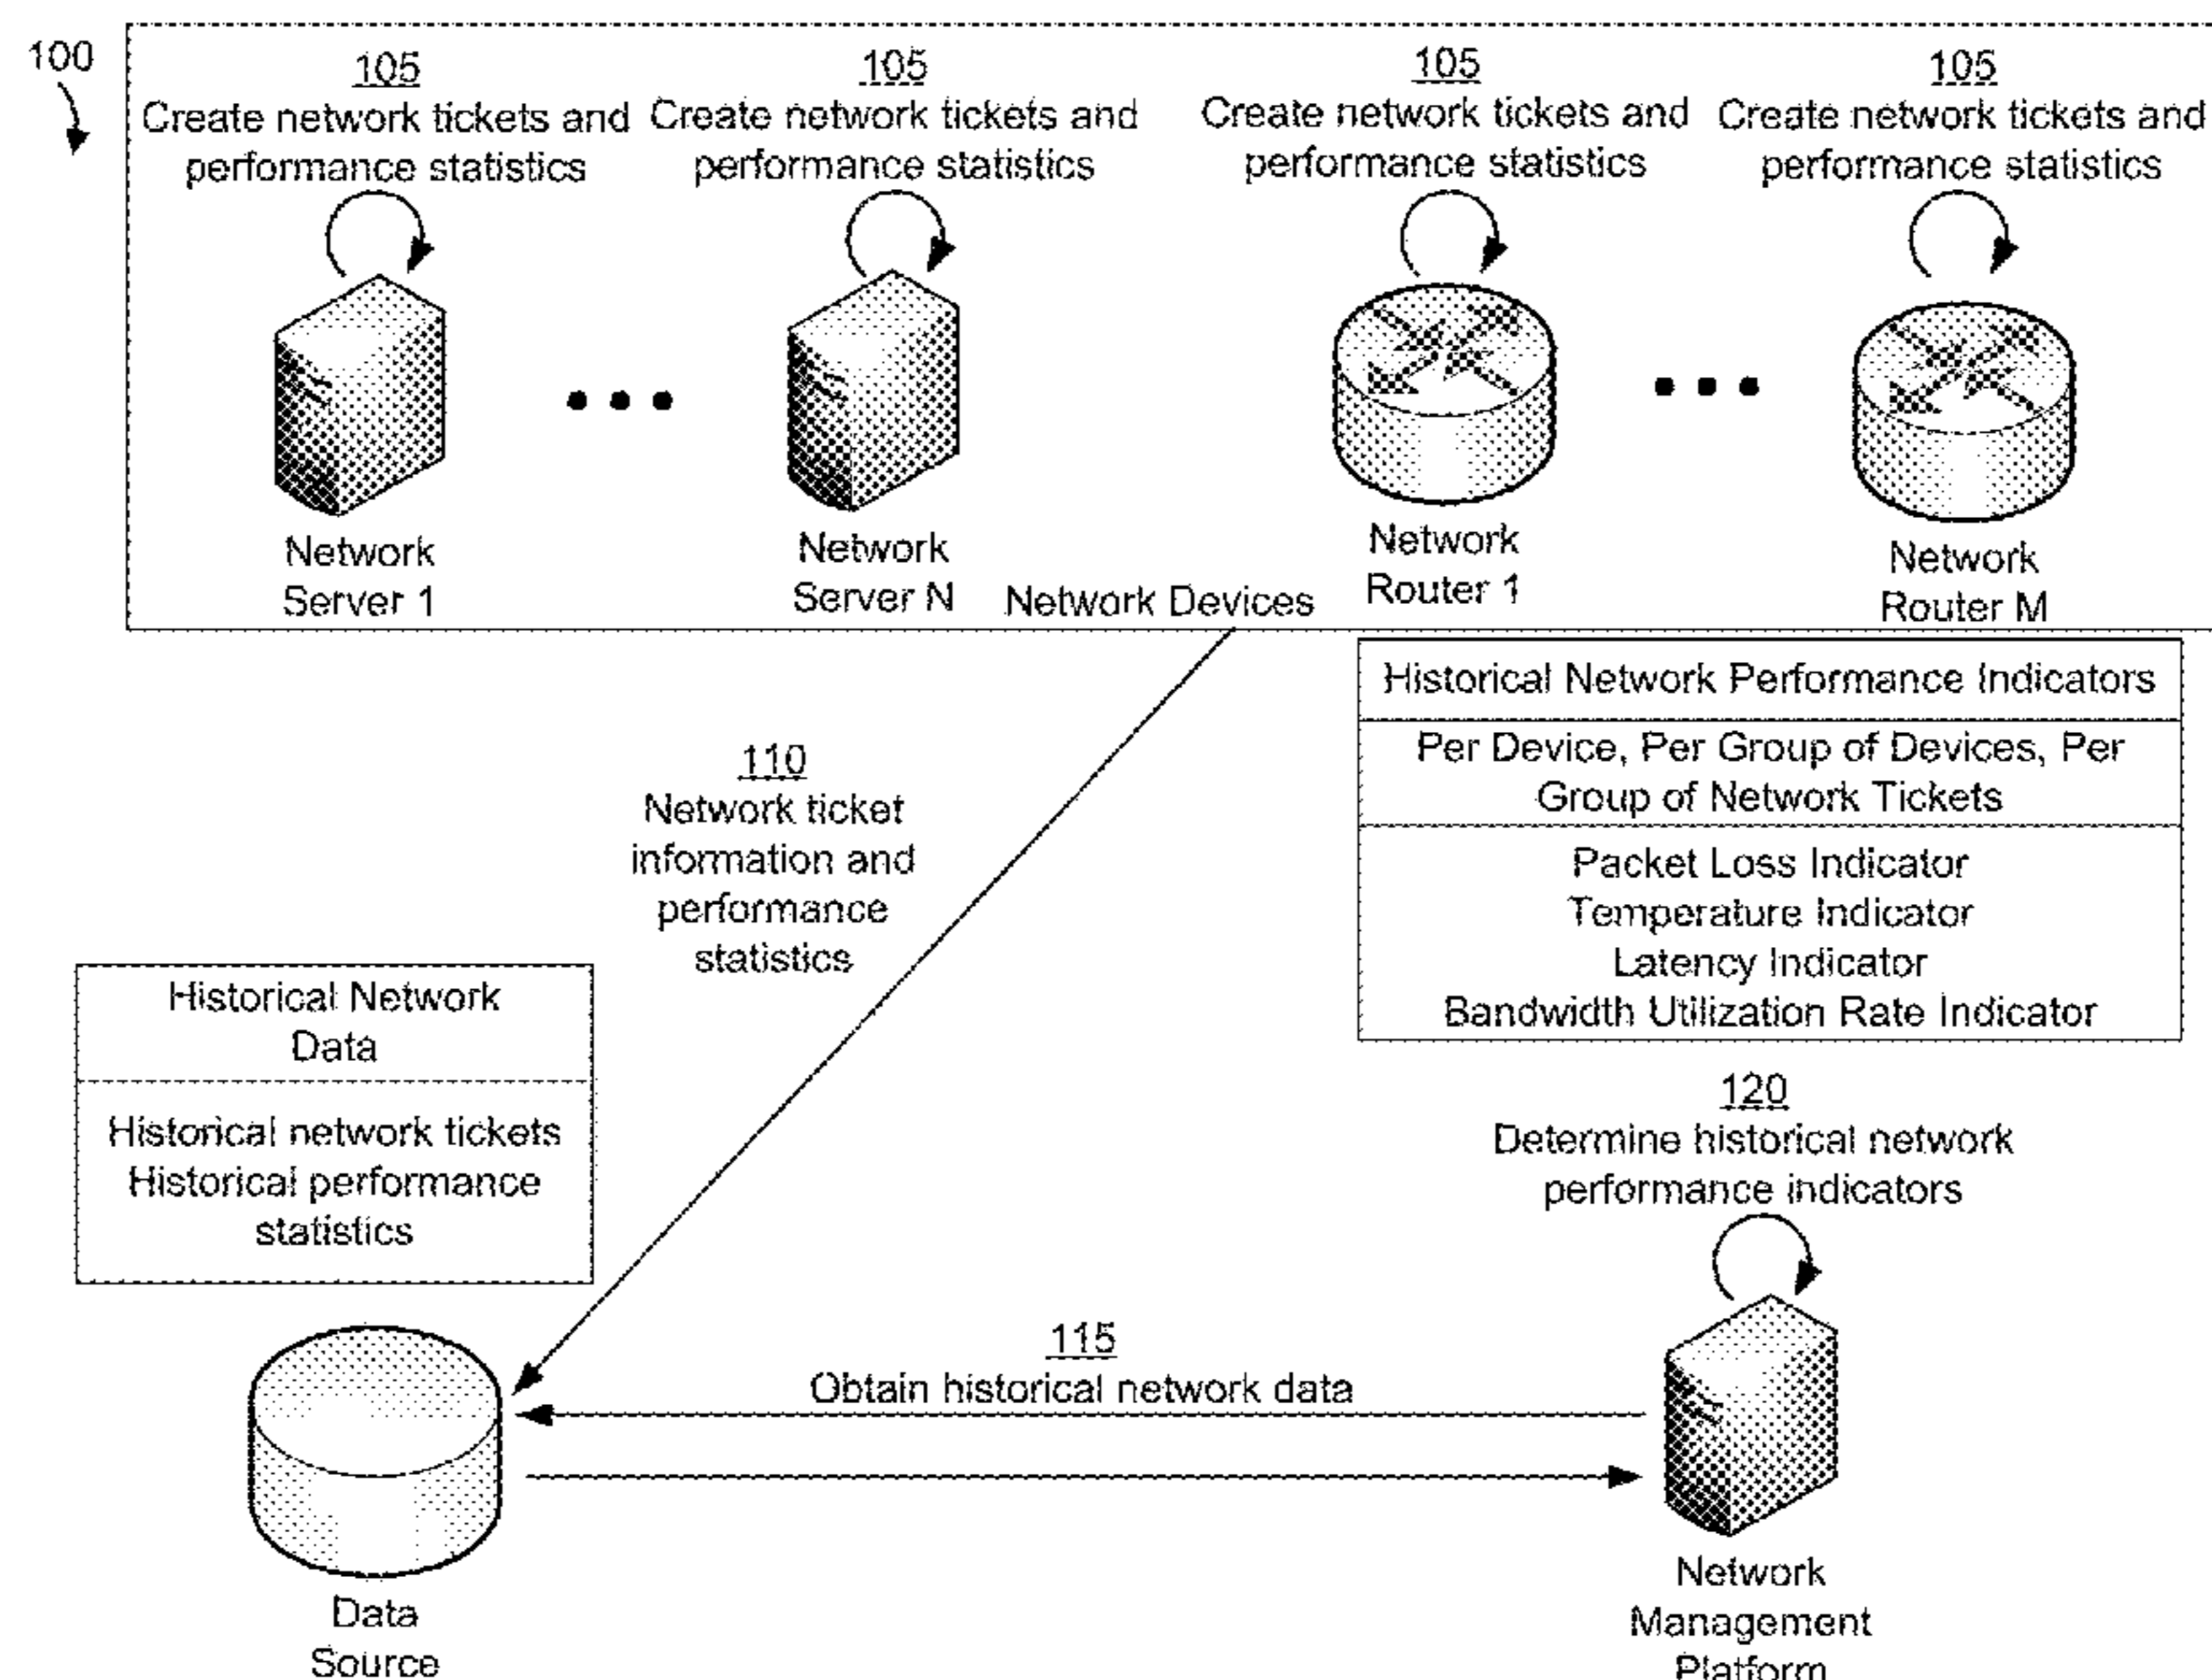 100
105
Create network tickets and
performance statistics
105
Create network tickets and
performance statistics
105
Create network tickets and
performance statistics
105
Create network tickets and
performance statistics
Network
Server 1
Network
Server N
Network Devices
Network
Router 1
Network
Router M
Historical Network Performance Indicators
Per Device, Per Group of Devices, Per
Group of Network Tickets
Packet Loss Indicator
Temperature Indicator
Latency Indicator
Bandwidth Utilization Rate Indicator
110
Network ticket
information and
performance
statistics
Historical Network
Data
Historical network tickets
Historical performance
statistics
120
Determine historical network
performance indicators
115
Obtain historical network data
Data
Source
Network
Management
Platform